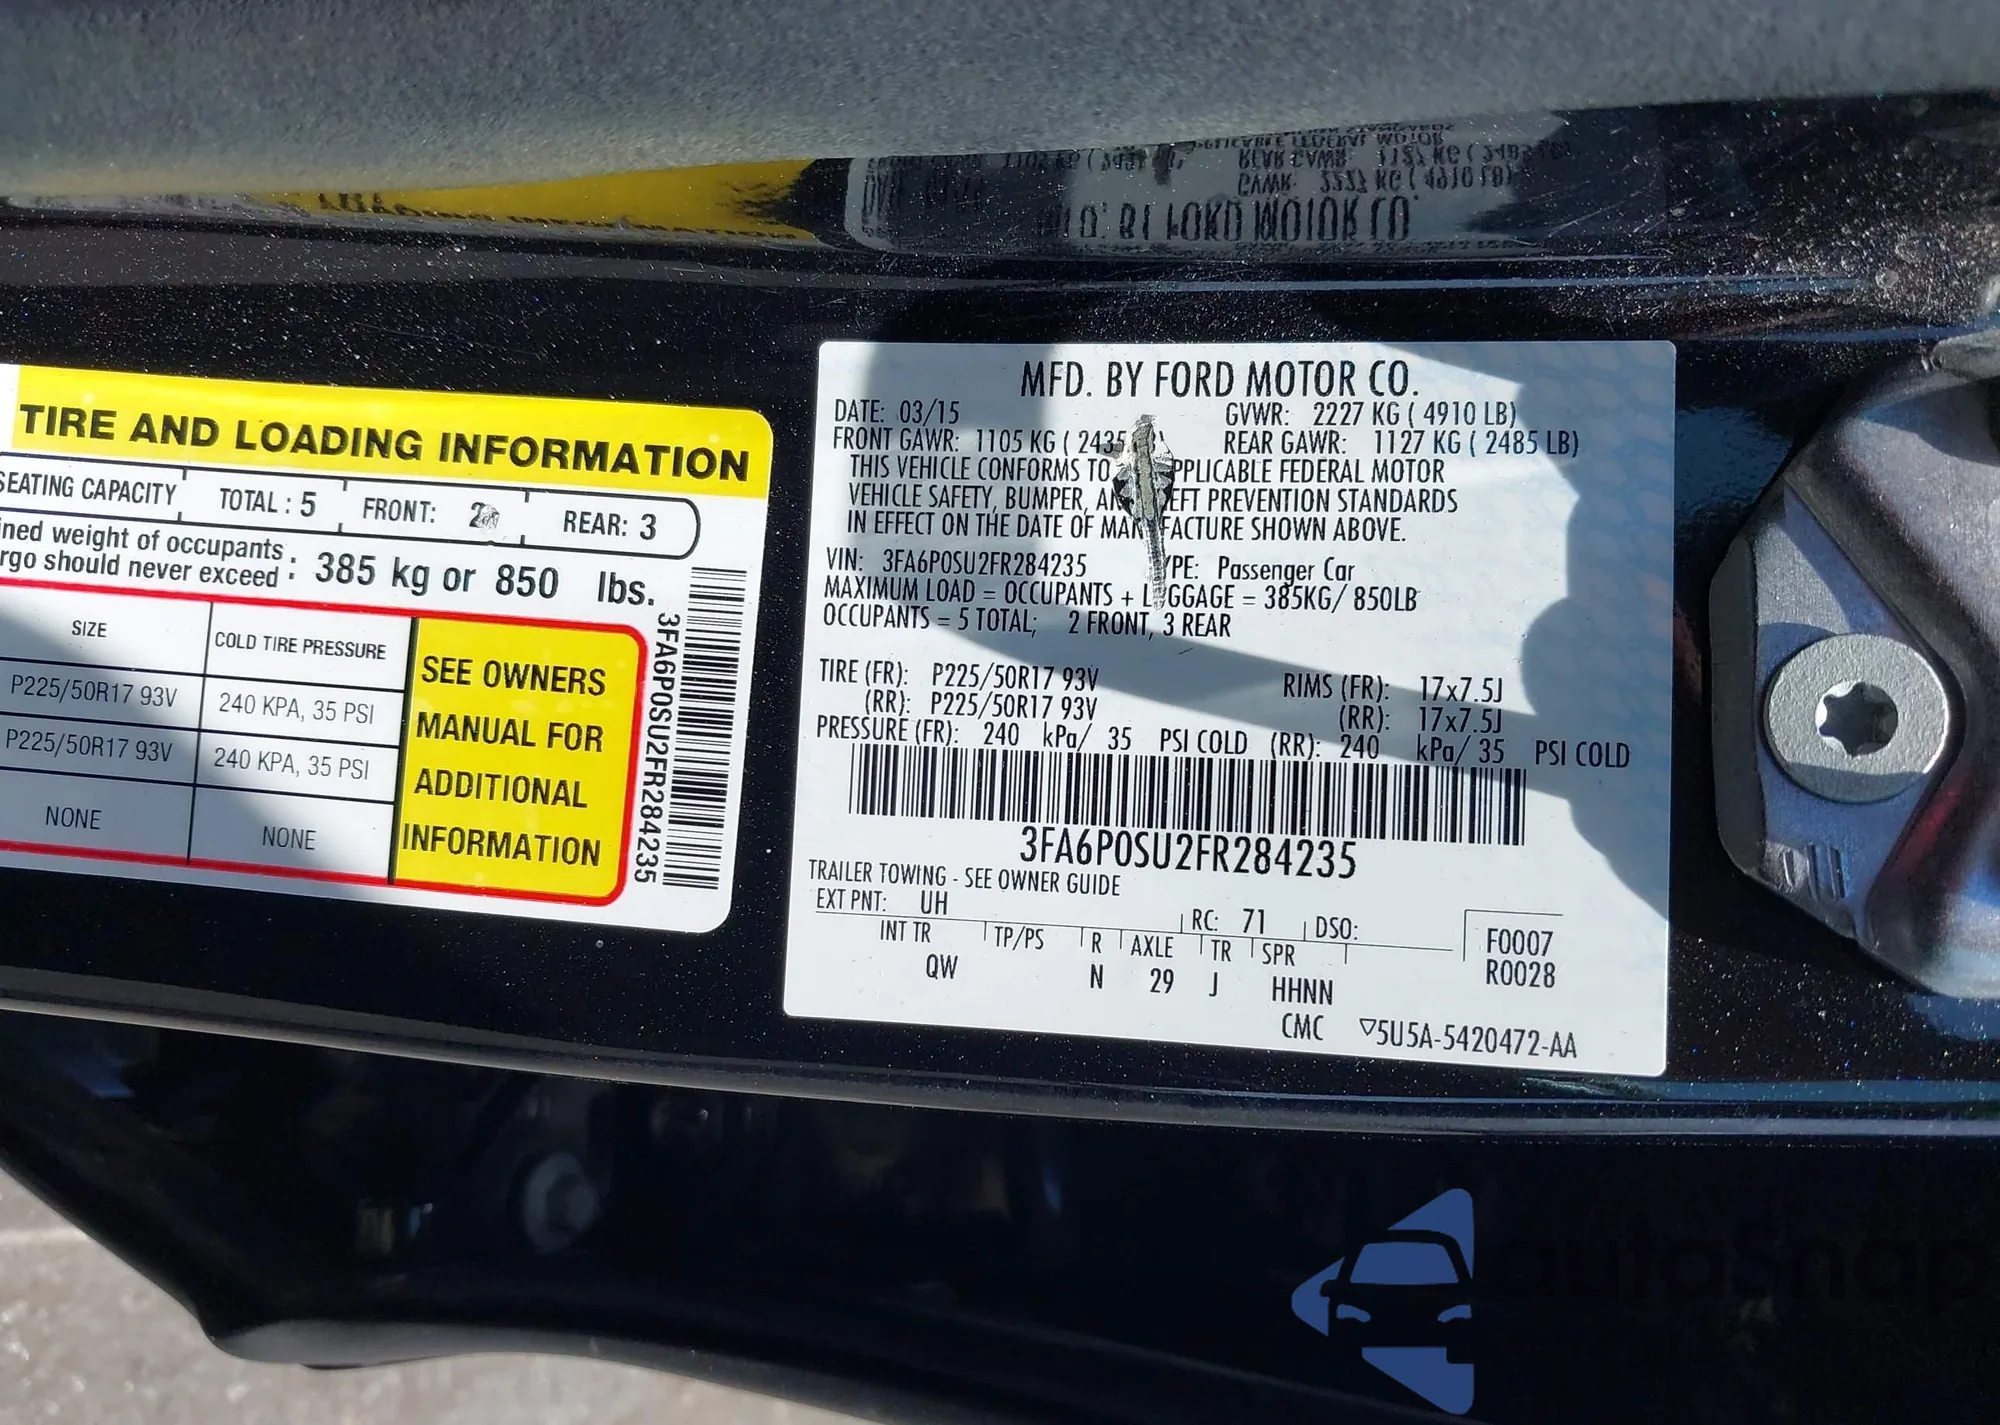 TIRE AND LOADING INFORMATION
SEATING CAPACITY TOTAL : 5 FRONT: 2 REAR: 3
ined weight of occupants
rgo should never exceed : 385 kg or 850 lbs.
SIZE COLD TIRE PRESSURE
P225/50R17 93V 240 KPA, 35 PSI
P225/50R17 93V 240 KPA, 35 PSI
NONE NONE
SEE OWNERS
MANUAL FOR
ADDITIONAL
INFORMATION
3FA6P0SU2FR284235
MFD. BY FORD MOTOR CO.
DATE: 03/15 GVWR: 2227 KG ( 4910 LB)
FRONT GAWR: 1105 KG ( 2435 REAR GAWR: 1127 KG ( 2485 LB)
THIS VEHICLE CONFORMS TO PPLICABLE FEDERAL MOTOR
VEHICLE SAFETY, BUMPER, AN EFT PREVENTION STANDARDS
IN EFFECT ON THE DATE OF MAN FACTURE SHOWN ABOVE.
VIN: 3FA6P0SU2FR284235 YPE: Passenger Car
MAXIMUM LOAD = OCCUPANTS + LUGGAGE = 385KG/ 850LB
OCCUPANTS = 5 TOTAL; 2 FRONT, 3 REAR
TIRE (FR): P225/50R17 93V RIMS (FR): 17x7.5J
(RR): P225/50R17 93V (RR): 17x7.5J
PRESSURE (FR): 240 kPa/ 35 PSI COLD (RR): 240 kPa/ 35 PSI COLD
3FA6P0SU2FR284235
TRAILER TOWING - SEE OWNER GUIDE
EXT PNT: UH RC: 71 DSO:
INT TR TP/PS R AXLE TR SPR
QW N 29 J HHNN
F0007
R0028
CMC ▽5U5A-5420472-AA
autoSnap